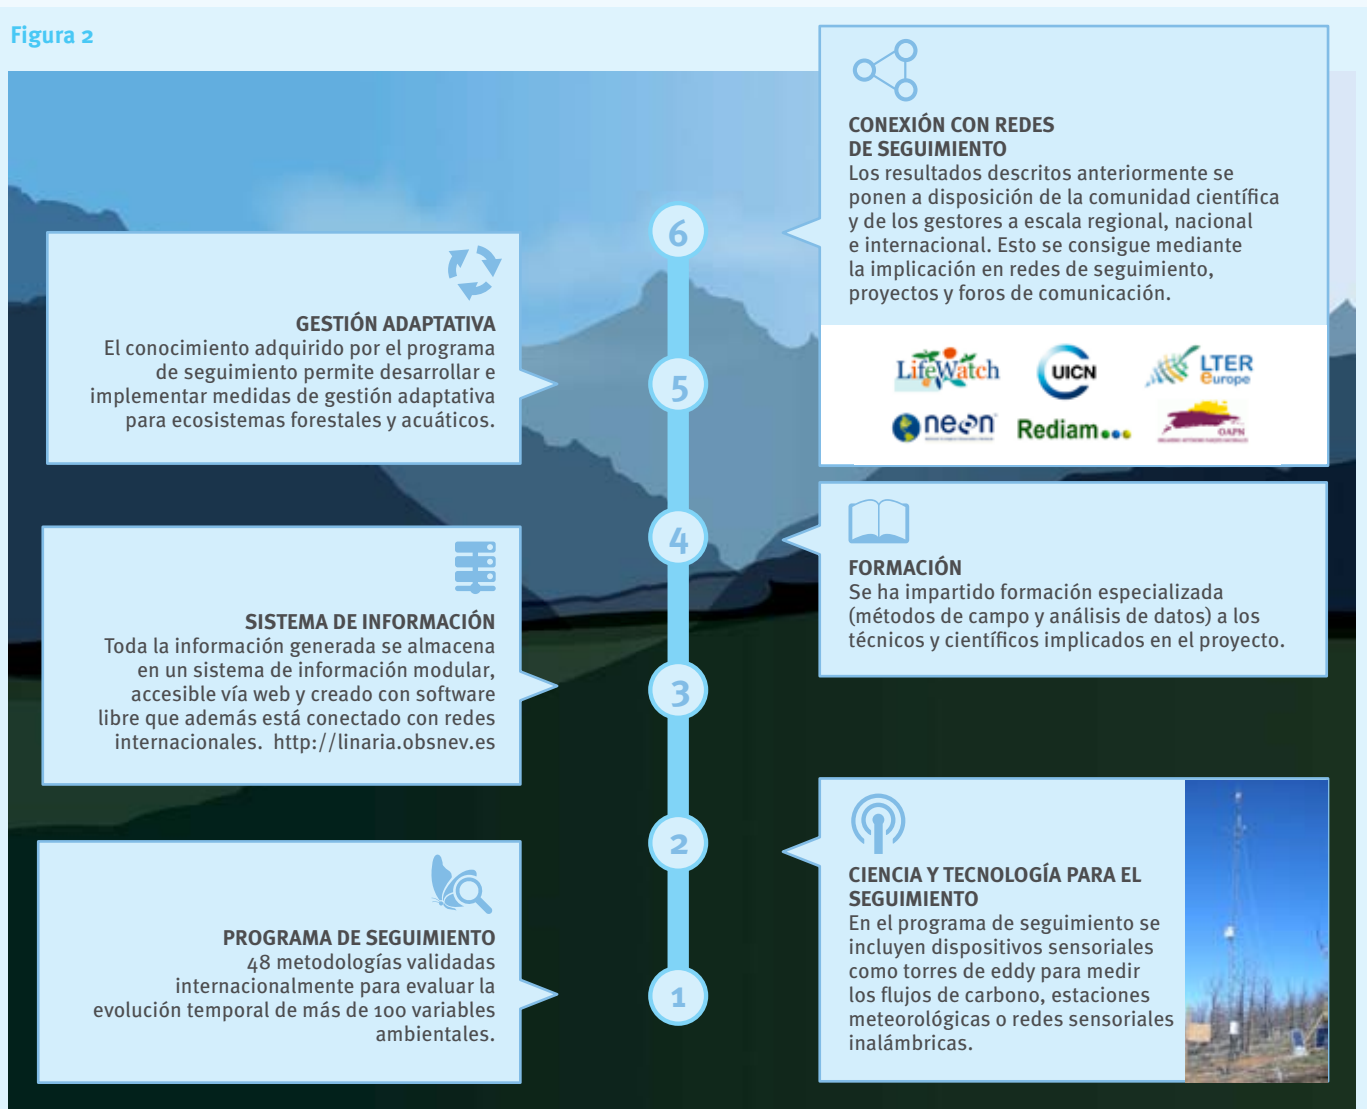 Figura 2
CONEXIÓN CON REDES
DE SEGUIMIENTO
Los resultados descritos anteriormente se
ponen a disposición de la comunidad científica
y de los gestores a escala regional, nacional
e internacional. Esto se consigue mediante
la implicación en redes de seguimiento,
proyectos y foros de comunicación.
LifeWatch
UICN
LTER
Europe
neon
Rediam
OAPN
6
GESTIÓN ADAPTATIVA
El conocimiento adquirido por el programa
de seguimiento permite desarrollar e
implementar medidas de gestión adaptativa
para ecosistemas forestales y acuáticos.
5
4
FORMACIÓN
Se ha impartido formación especializada
(métodos de campo y análisis de datos) a los
técnicos y científicos implicados en el proyecto.
SISTEMA DE INFORMACIÓN
Toda la información generada se almacena
en un sistema de información modular,
accesible vía web y creado con software
libre que además está conectado con redes
internacionales. http://linaria.obsnev.es
3
2
CIENCIA Y TECNOLOGÍA PARA EL
SEGUIMIENTO
En el programa de seguimiento se
incluyen dispositivos sensoriales
como torres de eddy para medir
los flujos de carbono, estaciones
meteorológicas o redes sensoriales
inalámbricas.
PROGRAMA DE SEGUIMIENTO
48 metodologías validadas
internacionalmente para evaluar la
evolución temporal de más de 100 variables
ambientales.
1